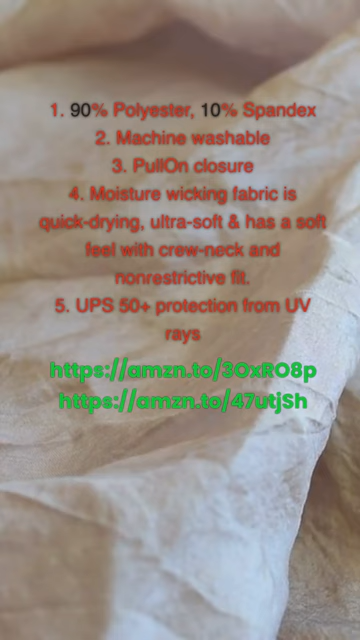 1. 90% Polyester, 10% Spandex
2. Machine washable
3. PullOn closure
4. Moisture wicking fabric is
quick-drying, ultra-soft & has a soft
feel with crew-neck and
nonrestrictive fit.
5. UPS 50+ protection from UV
rays
https://amzn.to/3OxRO8p
https://amzn.to/47utjSh